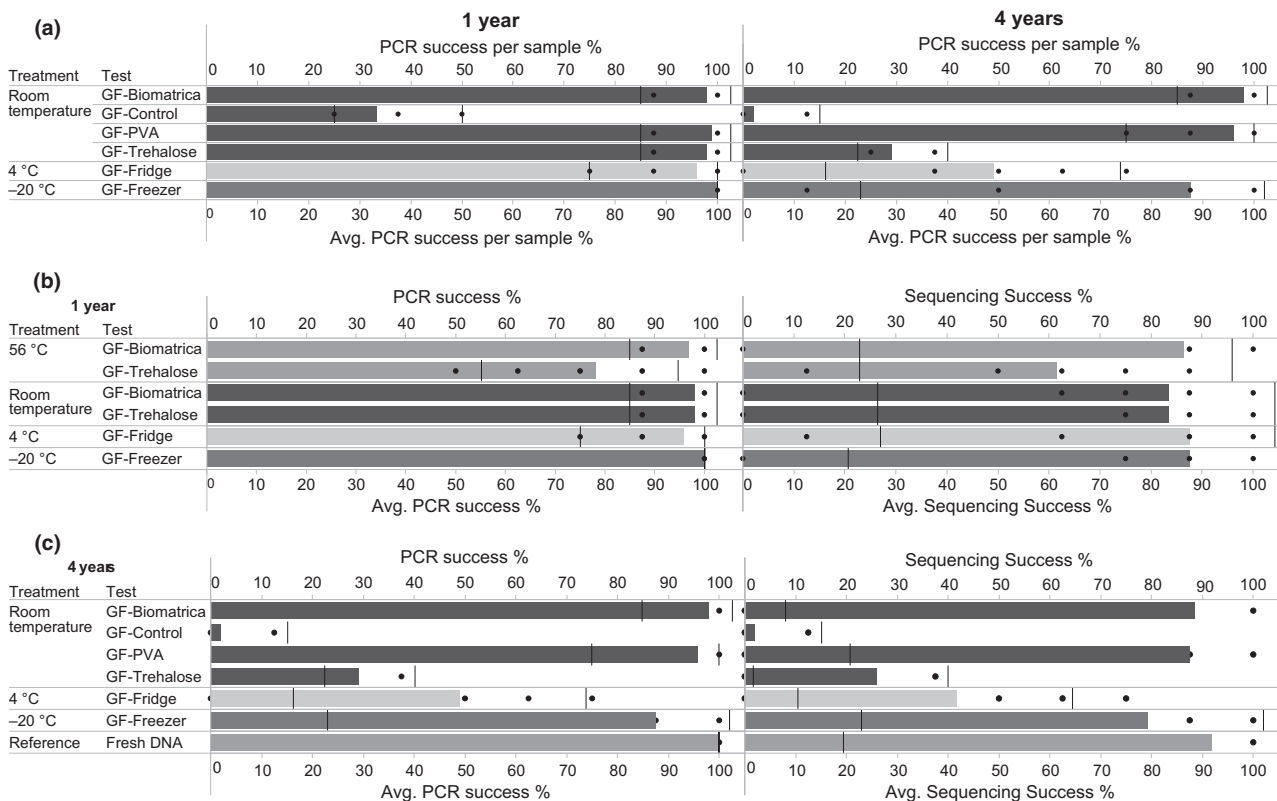 (a)
1 year
4 years
PCR success per sample %
PCR success per sample %
0 10 20 30 40 50 60 70 80 90 100
0 10 20 30 40 50 60 70 80 90 100
Treatment Test
Room temperature GF-Biomatrica
GF-Control
GF-PVA
GF-Trehalose
4 °C GF-Fridge
–20 °C GF-Freezer
0 10 20 30 40 50 60 70 80 90 100
0 10 20 30 40 50 60 70 80 90 100
Avg. PCR success per sample %
Avg. PCR success per sample %
(b)
1 year
PCR success %
Sequencing Success %
0 10 20 30 40 50 60 70 80 90 100
0 10 20 30 40 50 60 70 80 90 100
Treatment Test
56 °C GF-Biomatrica
GF-Trehalose
Room temperature GF-Biomatrica
GF-Trehalose
4 °C GF-Fridge
–20 °C GF-Freezer
0 10 20 30 40 50 60 70 80 90 100
0 10 20 30 40 50 60 70 80 90 100
Avg. PCR success %
Avg. Sequencing Success %
(c)
4 years
PCR success %
Sequencing Success %
0 10 20 30 40 50 60 70 80 90 100
0 10 20 30 40 50 60 70 80 90 100
Treatment Test
Room temperature GF-Biomatrica
GF-Control
GF-PVA
GF-Trehalose
4 °C GF-Fridge
–20 °C GF-Freezer
Reference Fresh DNA
0 10 20 30 40 50 60 70 80 90 100
0 10 20 30 40 50 60 70 80 90 100
Avg. PCR success %
Avg. Sequencing Success %